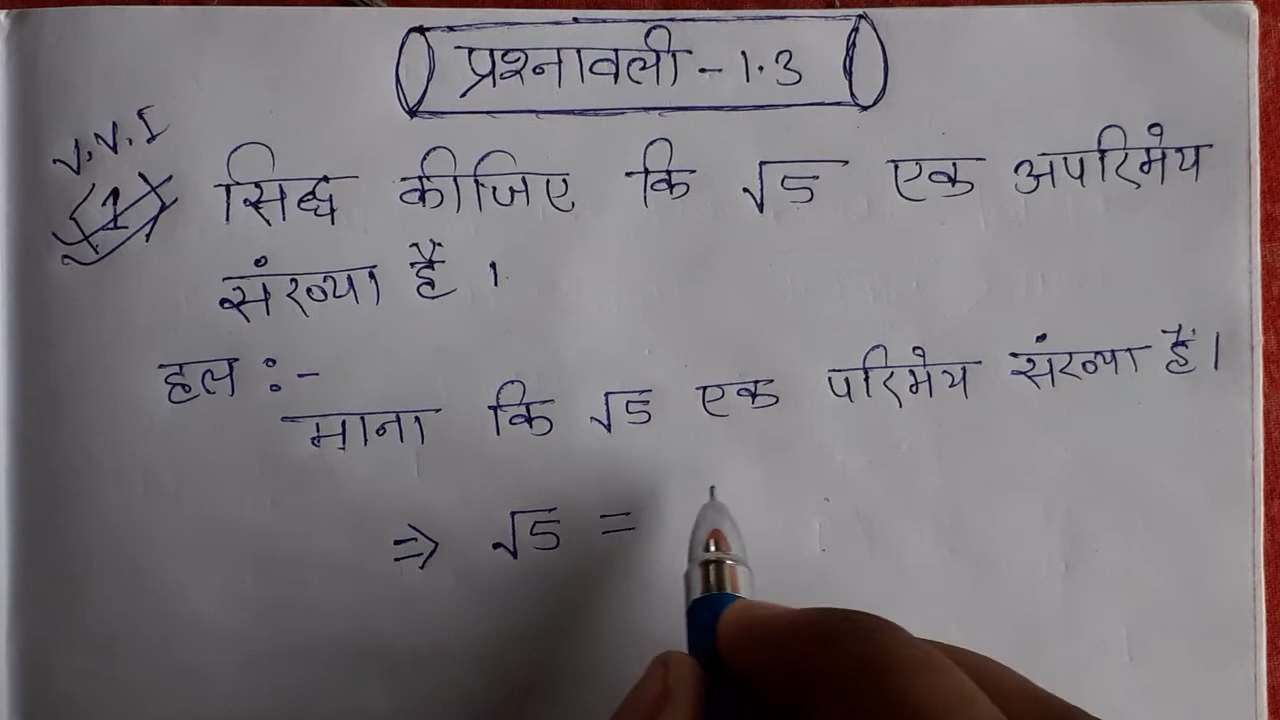 प्रश्नावली - 1.3
V.V.I
(1) सिद्ध कीजिए कि √5 एक अपरिमेय
संख्या है ।
हल :-
माना कि √5 एक परिमेय संख्या है।
⇒ √5 =